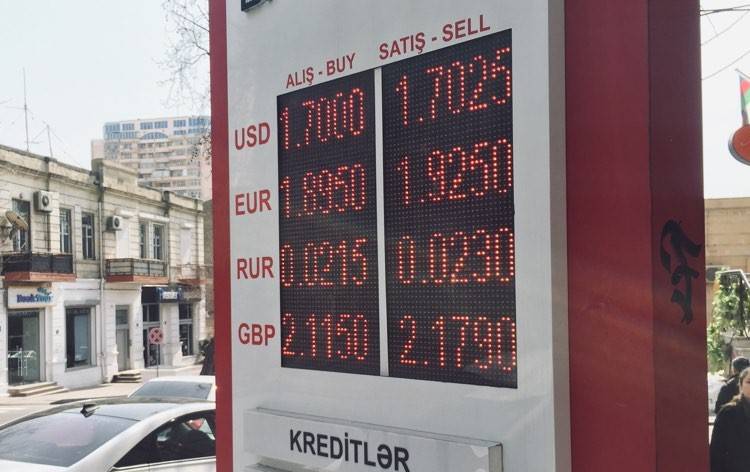 ALIŞ - BUY SATIŞ - SELL
USD 1.7000 1.7025
EUR 1.8950 1.9250
RUR 0.0215 0.0230
GBP 2.1150 2.1790
KREDİTLƏR